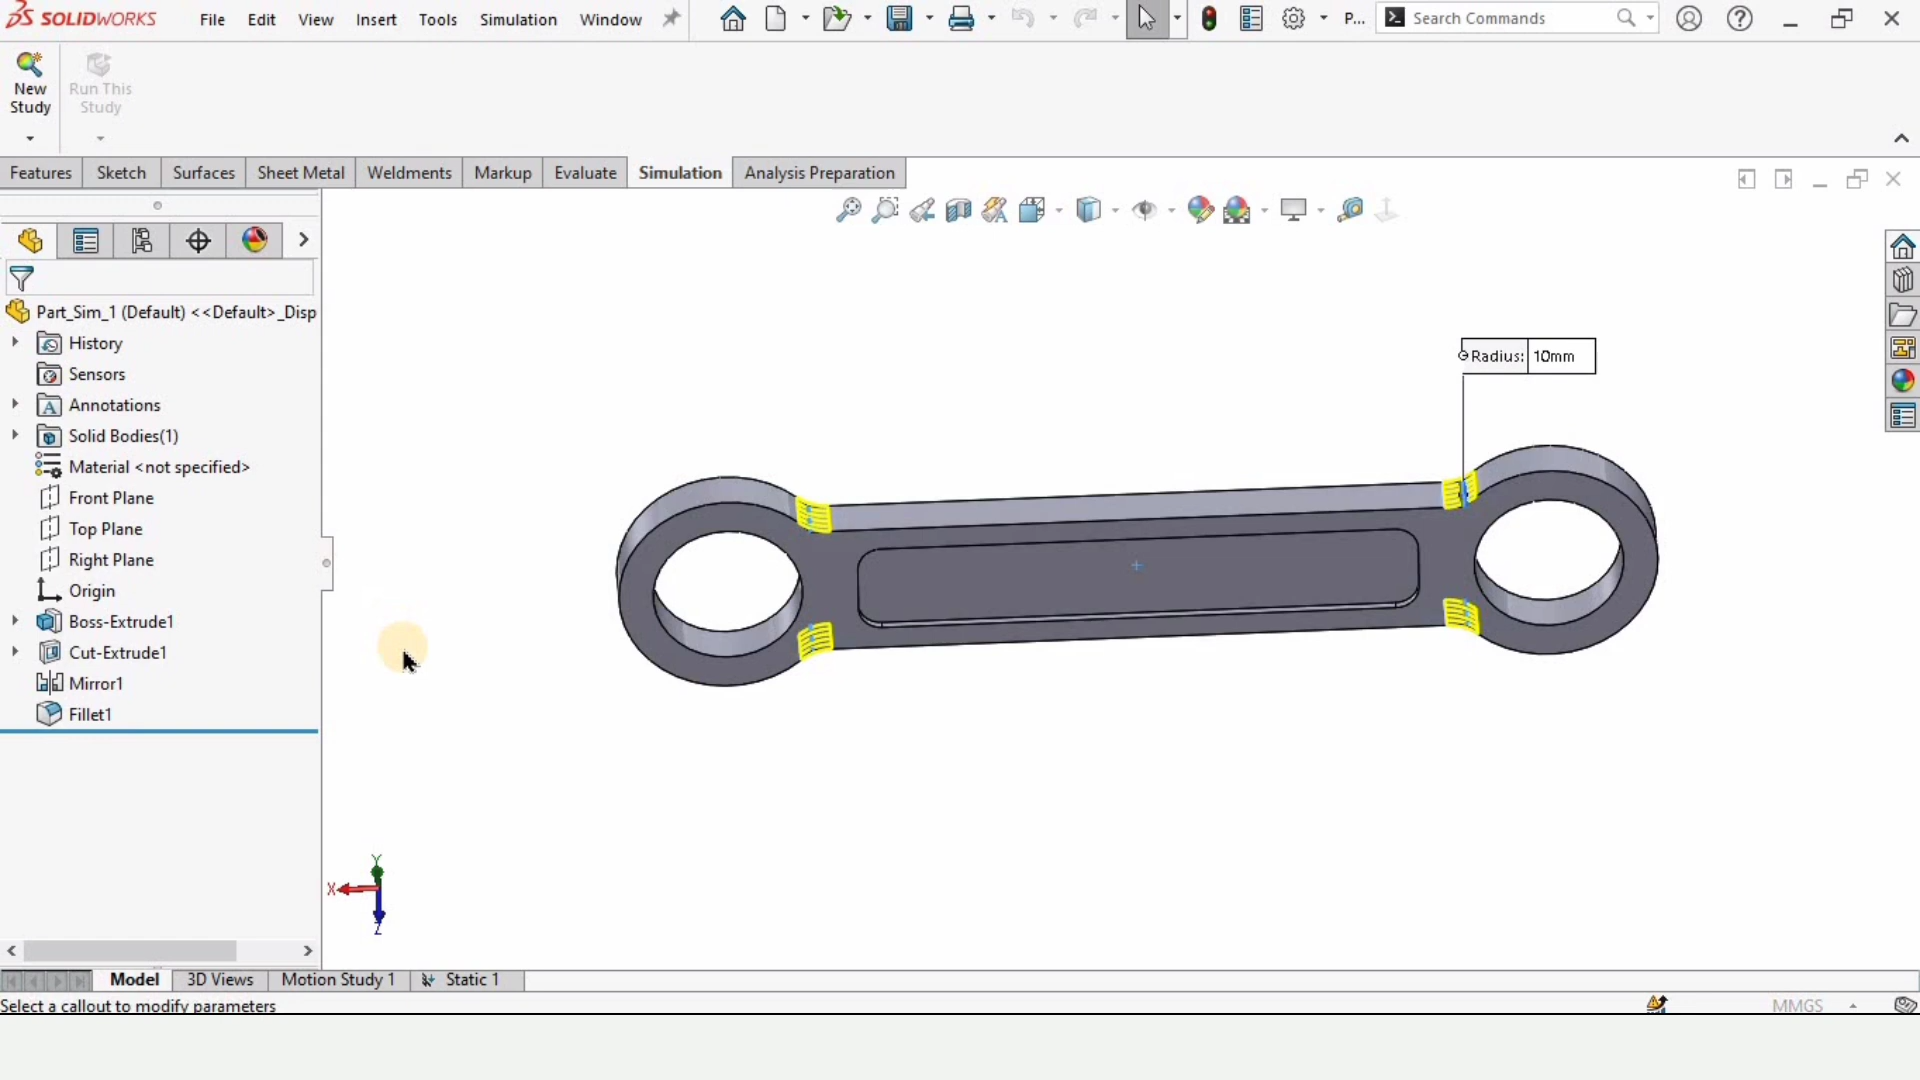 SOLIDWORKS File Edit View Insert Tools Simulation Window P... Search Commands
New Study
Run This Study
Features Sketch Surfaces Sheet Metal Weldments Markup Evaluate Simulation Analysis Preparation
Part_Sim_1 (Default) <<Default>_Disp
History
Sensors
Annotations
Solid Bodies(1)
Material <not specified>
Front Plane
Top Plane
Right Plane
Origin
Boss-Extrude1
Cut-Extrude1
Mirror1
Fillet1
Radius: 10mm
Y
X
Z
Model 3D Views Motion Study 1 Static 1
Select a callout to modify parameters
MMGS